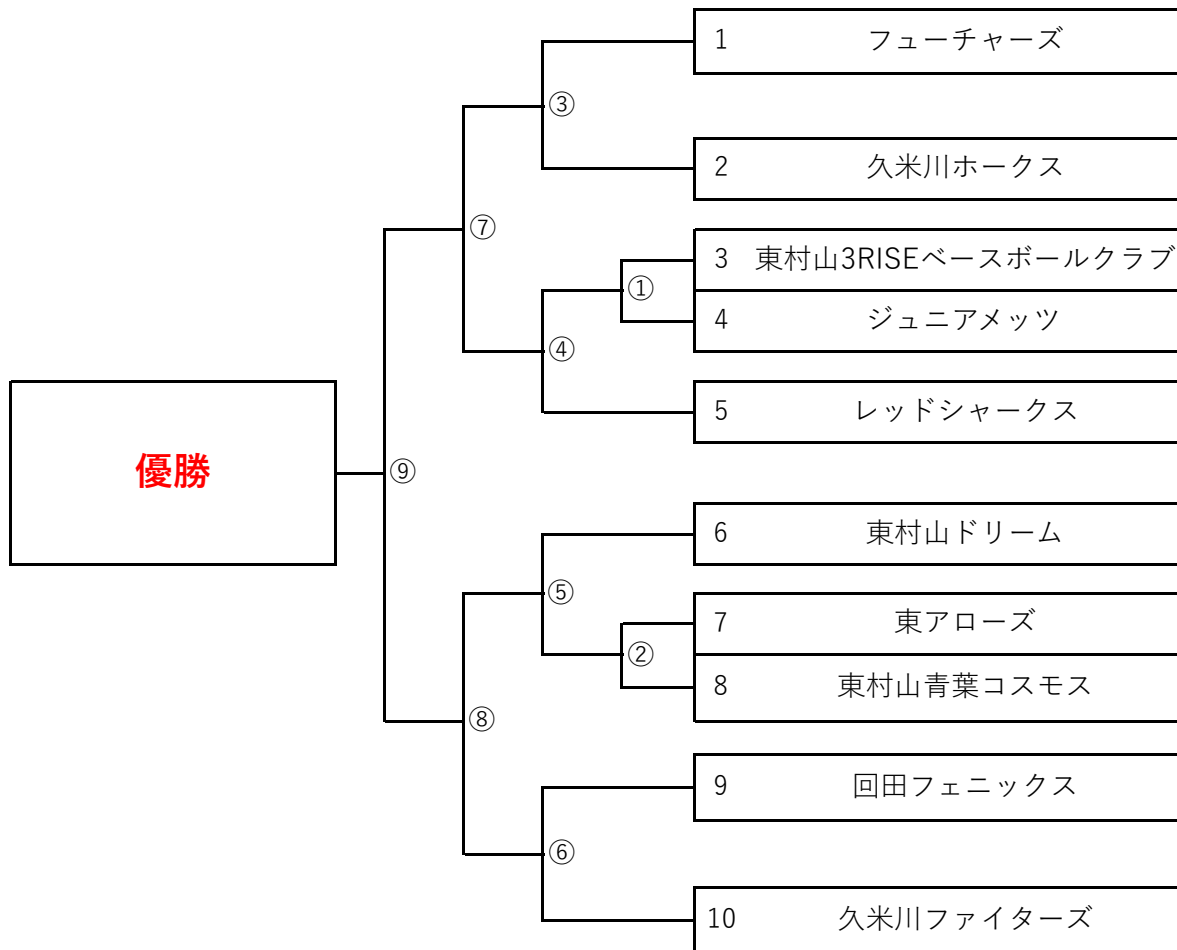 1 フューチャーズ
③
2 久米川ホークス
⑦
3 東村山3RISEベースボールクラブ
①
4 ジュニアメッツ
④
5 レッドシャークス
優勝
⑨
6 東村山ドリーム
⑤
7 東アローズ
②
8 東村山青葉コスモス
⑧
9 回田フェニックス
⑥
10 久米川ファイターズ